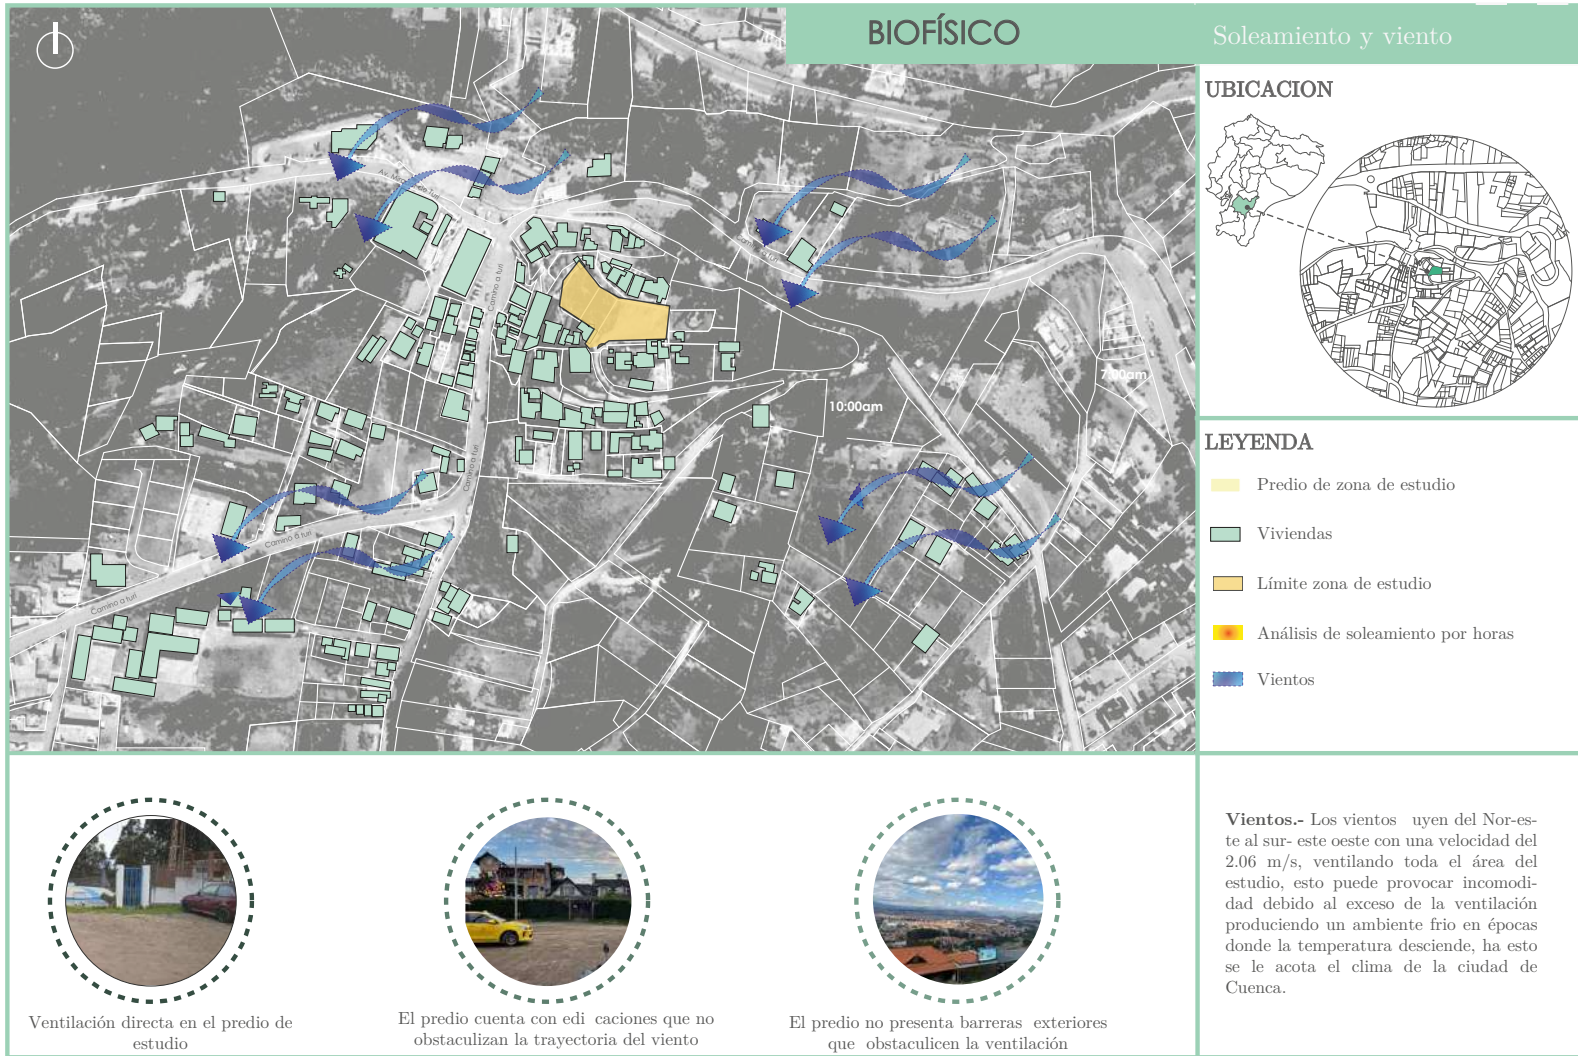 BIOFÍSICO
Soleamiento y viento
UBICACION
LEYENDA
Predio de zona de estudio
Viviendas
Límite zona de estudio
Análisis de soleamiento por horas
Vientos
Camino a turi
Camino a turi
Camino a turi
Camino a turi
7:00am
10:00am
Ventilación directa en el predio de
estudio
El predio cuenta con edi caciones que no
obstaculizan la trayectoria del viento
El predio no presenta barreras exteriores
que obstaculicen la ventilación
Vientos.- Los vientos uyen del Nor-es-
te al sur- este oeste con una velocidad del
2.06 m/s, ventilando toda el área del
estudio, esto puede provocar incomodi-
dad debido al exceso de la ventilación
produciendo un ambiente frio en épocas
donde la temperatura desciende, ha esto
se le acota el clima de la ciudad de
Cuenca.